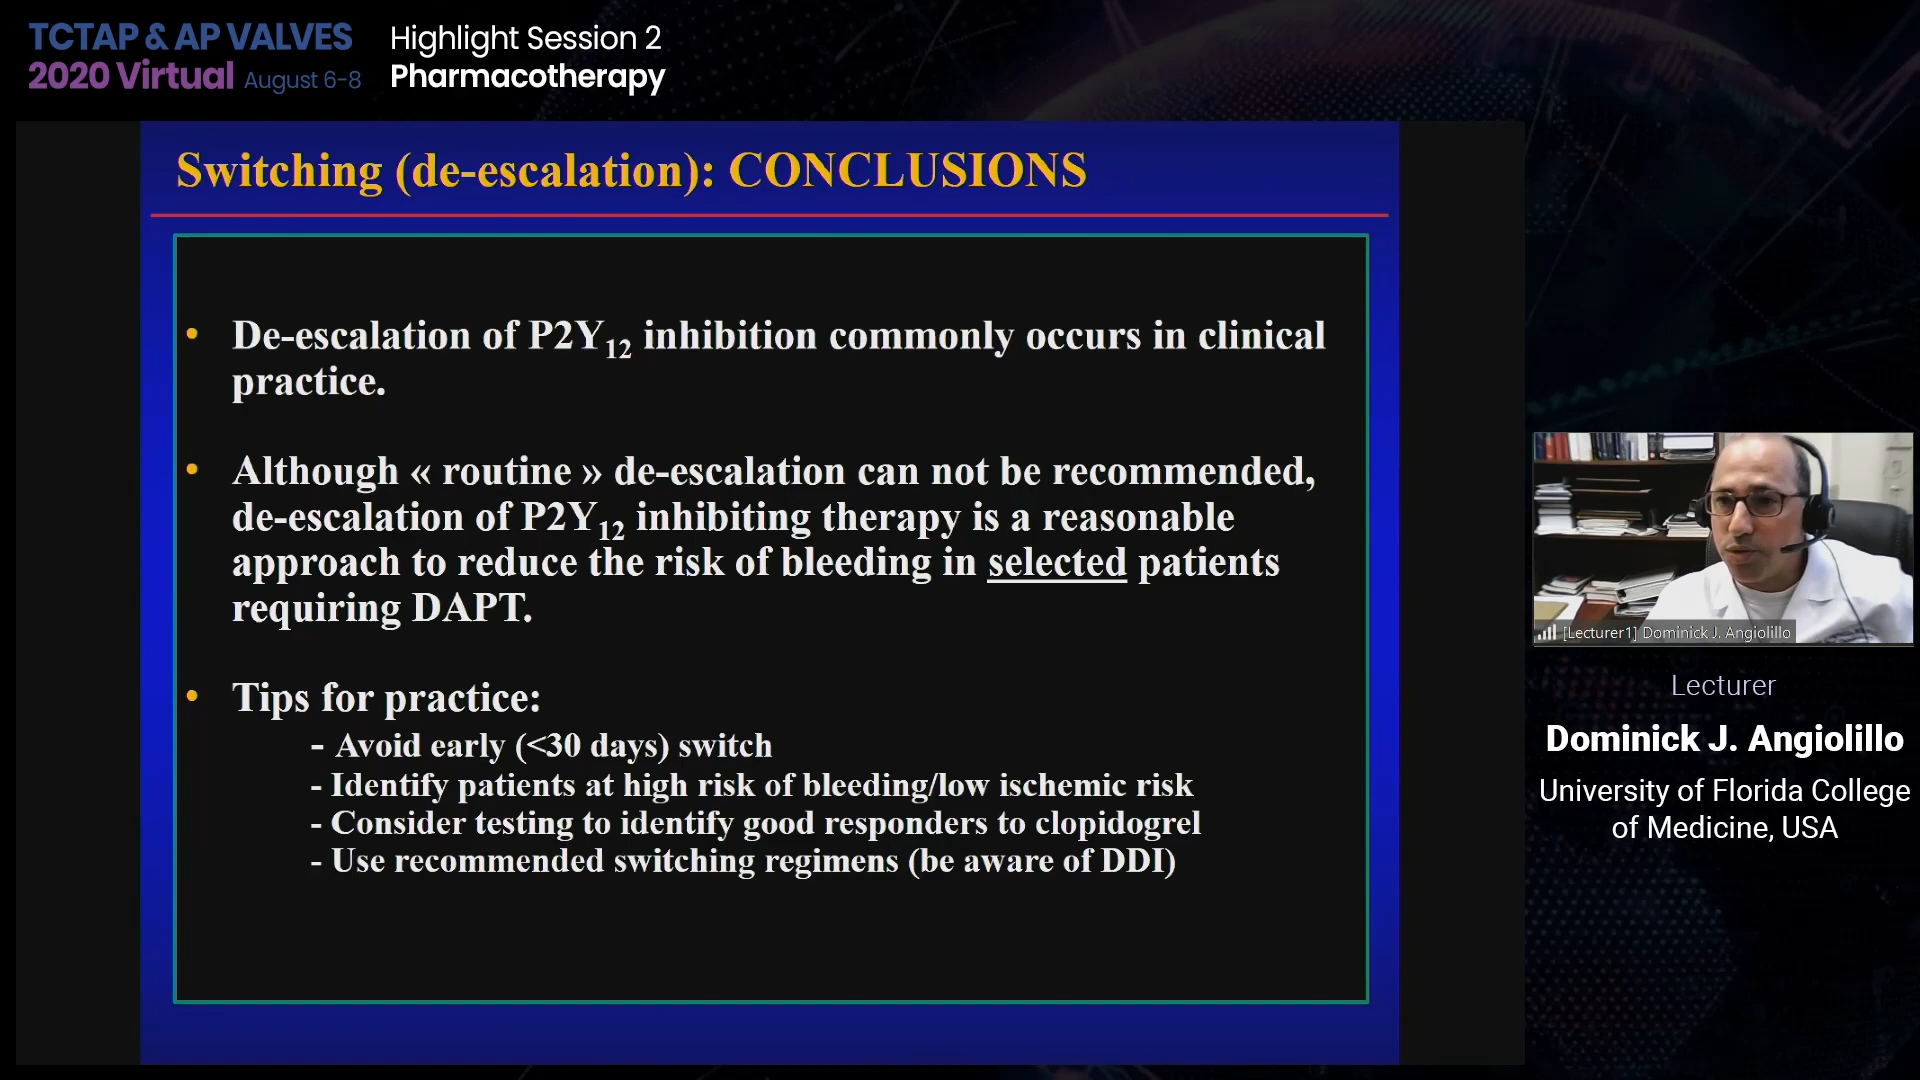 TCTAP & AP VALVES
2020 Virtual August 6-8
Highlight Session 2
Pharmacotherapy
Switching (de-escalation): CONCLUSIONS
• De-escalation of P2Y12 inhibition commonly occurs in clinical
practice.
• Although « routine » de-escalation can not be recommended,
de-escalation of P2Y12 inhibiting therapy is a reasonable
approach to reduce the risk of bleeding in selected patients
requiring DAPT.
• Tips for practice:
- Avoid early (<30 days) switch
- Identify patients at high risk of bleeding/low ischemic risk
- Consider testing to identify good responders to clopidogrel
- Use recommended switching regimens (be aware of DDI)
[Lecturer1] Dominick J. Angiolillo
Lecturer
Dominick J. Angiolillo
University of Florida College
of Medicine, USA